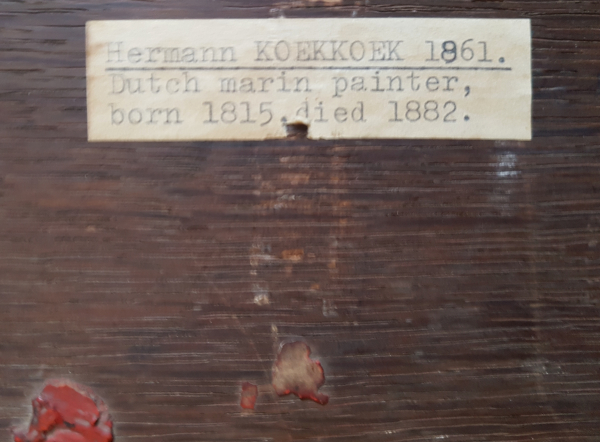 Hermann KOEKKOEK 1861.
Dutch marin painter,
born 1815.died 1882.